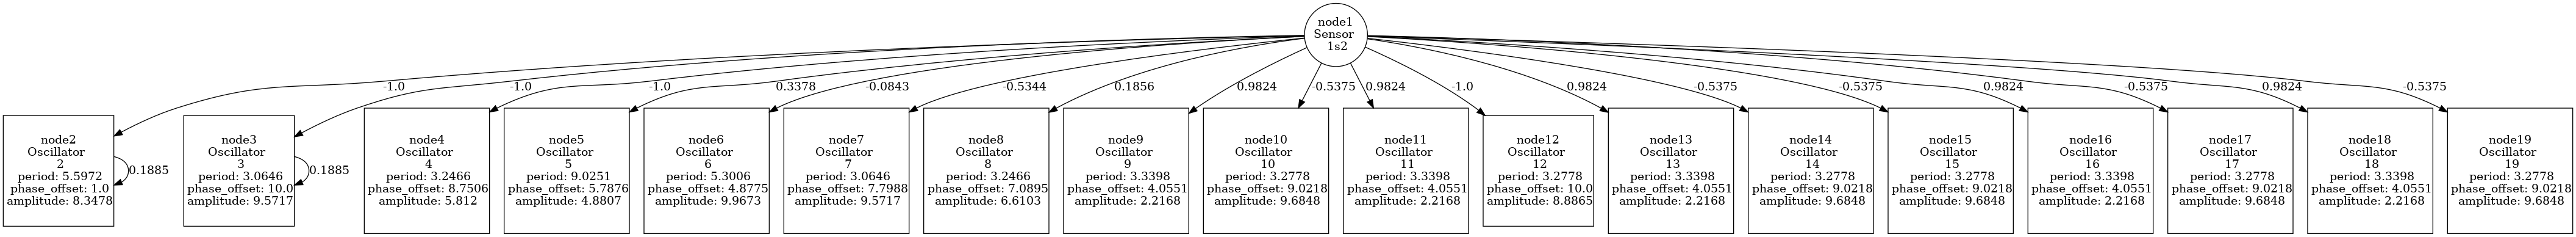 node1
Sensor
1s2
-1.0
-1.0
-1.0
0.3378
-0.0843
-0.5344
0.1856
0.9824
-0.5375
0.9824
-1.0
0.9824
-0.5375
-0.5375
0.9824
-0.5375
0.9824
-0.5375
node2
Oscillator
2
period: 5.5972
phase_offset: 1.0
amplitude: 8.3478
0.1885
node3
Oscillator
3
period: 3.0646
phase_offset: 10.0
amplitude: 9.5717
0.1885
node4
Oscillator
4
period: 3.2466
phase_offset: 8.7506
amplitude: 5.812
node5
Oscillator
5
period: 9.0251
phase_offset: 5.7876
amplitude: 4.8807
node6
Oscillator
6
period: 5.3006
phase_offset: 4.8775
amplitude: 9.9673
node7
Oscillator
7
period: 3.0646
phase_offset: 7.7988
amplitude: 9.5717
node8
Oscillator
8
period: 3.2466
phase_offset: 7.0895
amplitude: 6.6103
node9
Oscillator
9
period: 3.3398
phase_offset: 4.0551
amplitude: 2.2168
node10
Oscillator
10
period: 3.2778
phase_offset: 9.0218
amplitude: 9.6848
node11
Oscillator
11
period: 3.3398
phase_offset: 4.0551
amplitude: 2.2168
node12
Oscillator
12
period: 3.2778
phase_offset: 10.0
amplitude: 8.8865
node13
Oscillator
13
period: 3.3398
phase_offset: 4.0551
amplitude: 2.2168
node14
Oscillator
14
period: 3.2778
phase_offset: 9.0218
amplitude: 9.6848
node15
Oscillator
15
period: 3.2778
phase_offset: 9.0218
amplitude: 9.6848
node16
Oscillator
16
period: 3.3398
phase_offset: 4.0551
amplitude: 2.2168
node17
Oscillator
17
period: 3.2778
phase_offset: 9.0218
amplitude: 9.6848
node18
Oscillator
18
period: 3.3398
phase_offset: 4.0551
amplitude: 2.2168
node19
Oscillator
19
period: 3.2778
phase_offset: 9.0218
amplitude: 9.6848